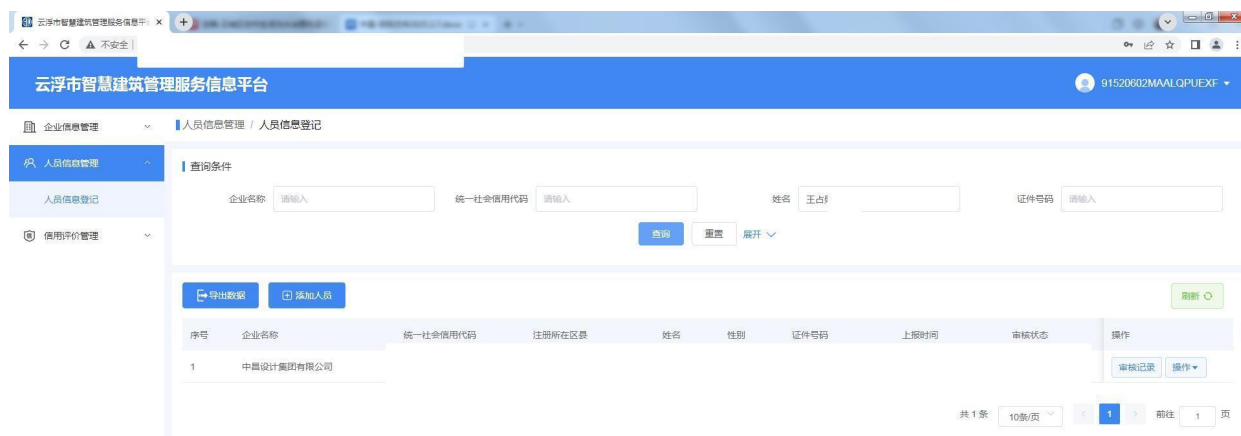 云浮市智慧建筑管理服务信息平
不安全
云浮市智慧建筑管理服务信息平台
91520602MAALQPUEXF
企业信息管理
人员信息管理 / 人员信息登记
人员信息管理
查询条件
人员信息登记
企业名称 请输入 统一社会信用代码 请输入 姓名 王占 证件号码 请输入
信用评价管理
查询 重置 展开
导出数据 添加人员 刷新
序号 企业名称 统一社会信用代码 注册所在区县 姓名 性别 证件号码 上报时间 审核状态 操作
1 中昌设计集团有限公司 审核记录 操作
共 1 条 10条/页 1 前往 1 页